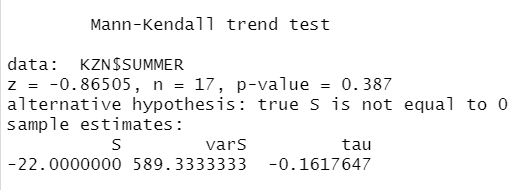 Mann-Kendall trend test
data: KZN$SUMMER
z = -0.86505, n = 17, p-value = 0.387
alternative hypothesis: true S is not equal to 0
sample estimates:
S varS tau
-22.0000000 589.3333333 -0.1617647